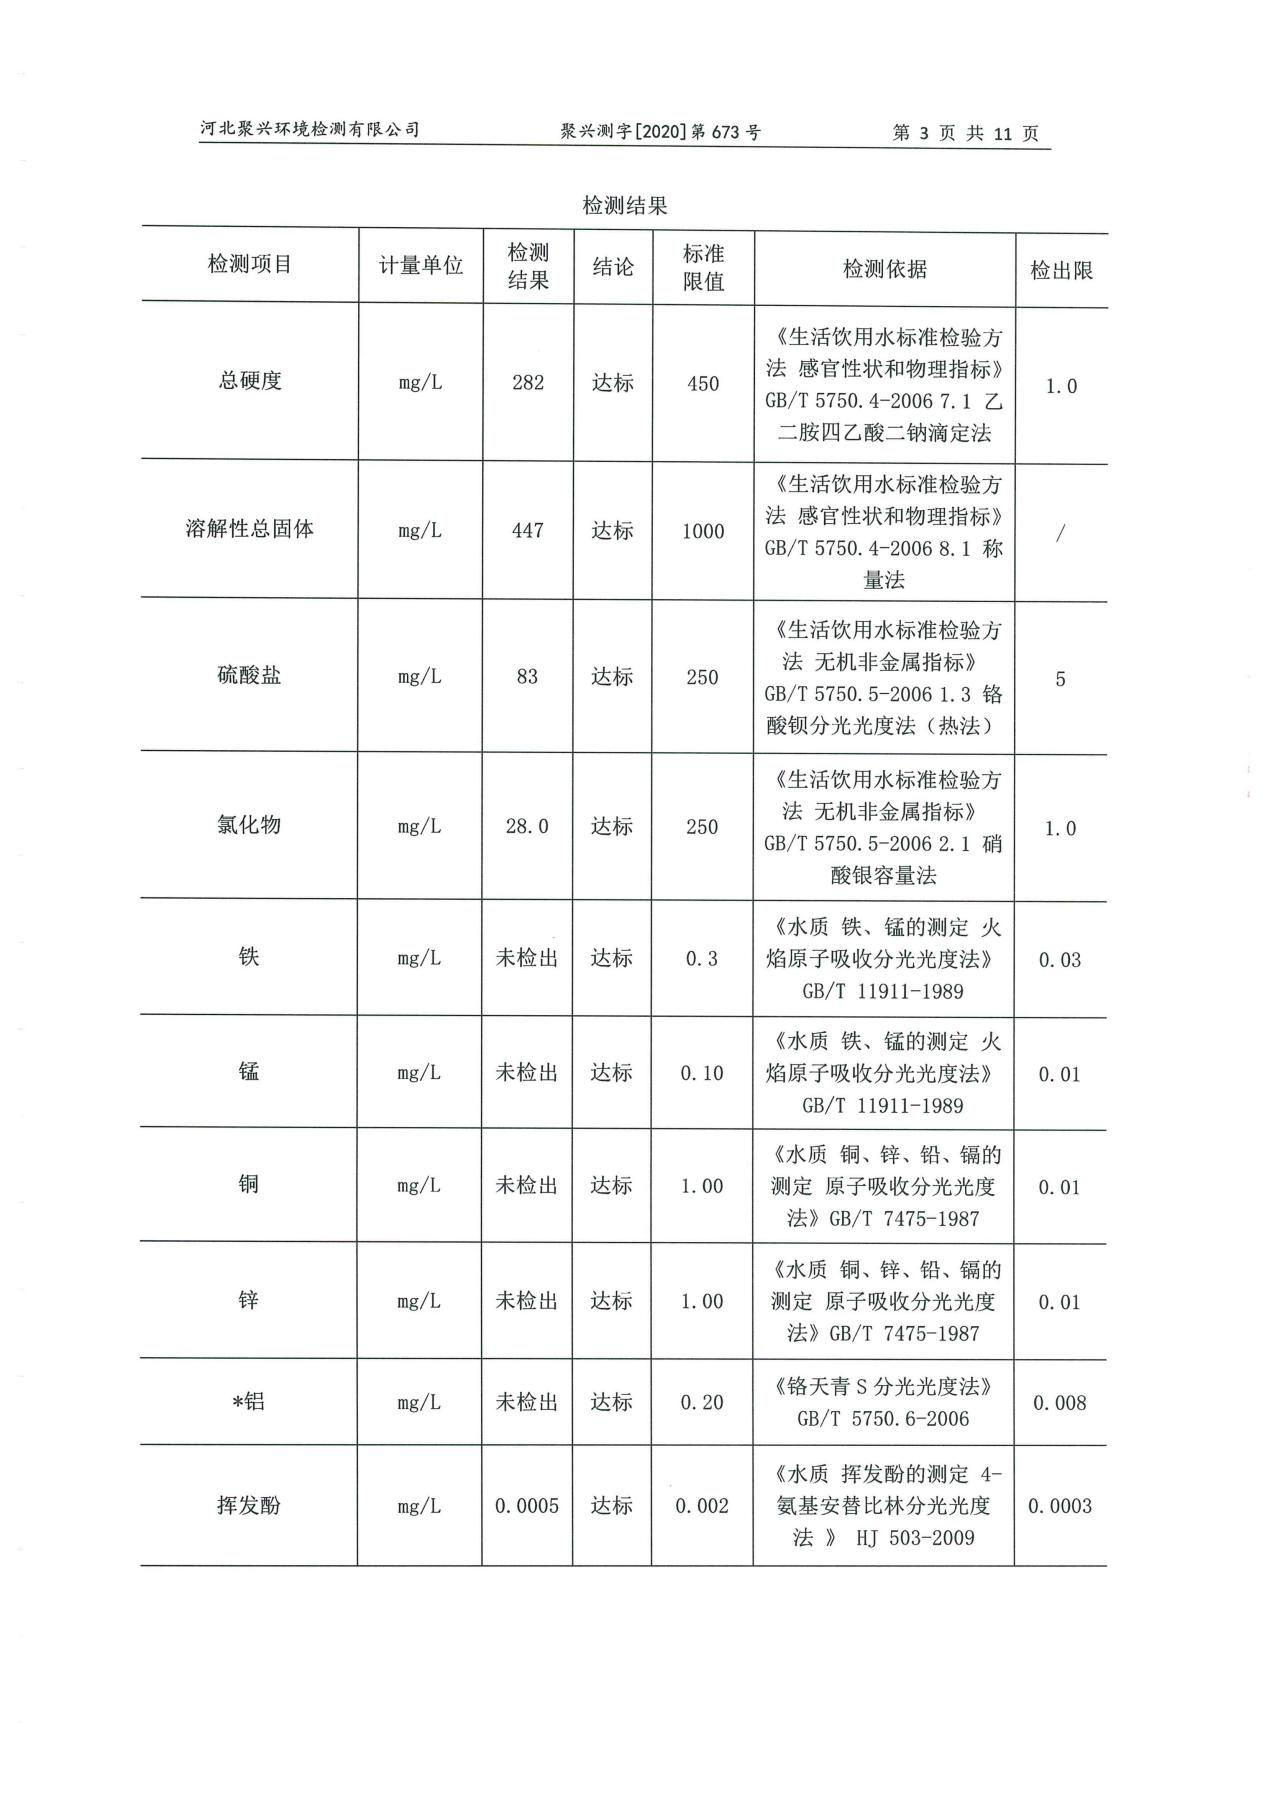 河北聚兴环境检测有限公司 聚兴测字[2020]第 673 号 第 3 页 共 11 页
检测结果
检测项目 计量单位 检测结果 结论 标准限值 检测依据 检出限
总硬度 mg/L 282 达标 450 《生活饮用水标准检验方
法 感官性状和物理指标》
GB/T 5750.4-2006 7.1 乙
二胺四乙酸二钠滴定法 1.0
溶解性总固体 mg/L 447 达标 1000 《生活饮用水标准检验方
法 感官性状和物理指标》
GB/T 5750.4-2006 8.1 称
量法 /
硫酸盐 mg/L 83 达标 250 《生活饮用水标准检验方
法 无机非金属指标》
GB/T 5750.5-2006 1.3 铬
酸钡分光光度法（热法） 5
氯化物 mg/L 28.0 达标 250 《生活饮用水标准检验方
法 无机非金属指标》
GB/T 5750.5-2006 2.1 硝
酸银容量法 1.0
铁 mg/L 未检出 达标 0.3 《水质 铁、锰的测定 火
焰原子吸收分光光度法》
GB/T 11911-1989 0.03
锰 mg/L 未检出 达标 0.10 《水质 铁、锰的测定 火
焰原子吸收分光光度法》
GB/T 11911-1989 0.01
铜 mg/L 未检出 达标 1.00 《水质 铜、锌、铅、镉的
测定 原子吸收分光光度
法》GB/T 7475-1987 0.01
锌 mg/L 未检出 达标 1.00 《水质 铜、锌、铅、镉的
测定 原子吸收分光光度
法》GB/T 7475-1987 0.01
*铝 mg/L 未检出 达标 0.20 《铬天青 S 分光光度法》
GB/T 5750.6-2006 0.008
挥发酚 mg/L 0.0005 达标 0.002 《水质 挥发酚的测定 4-
氨基安替比林分光光度
法 》 HJ 503-2009 0.0003